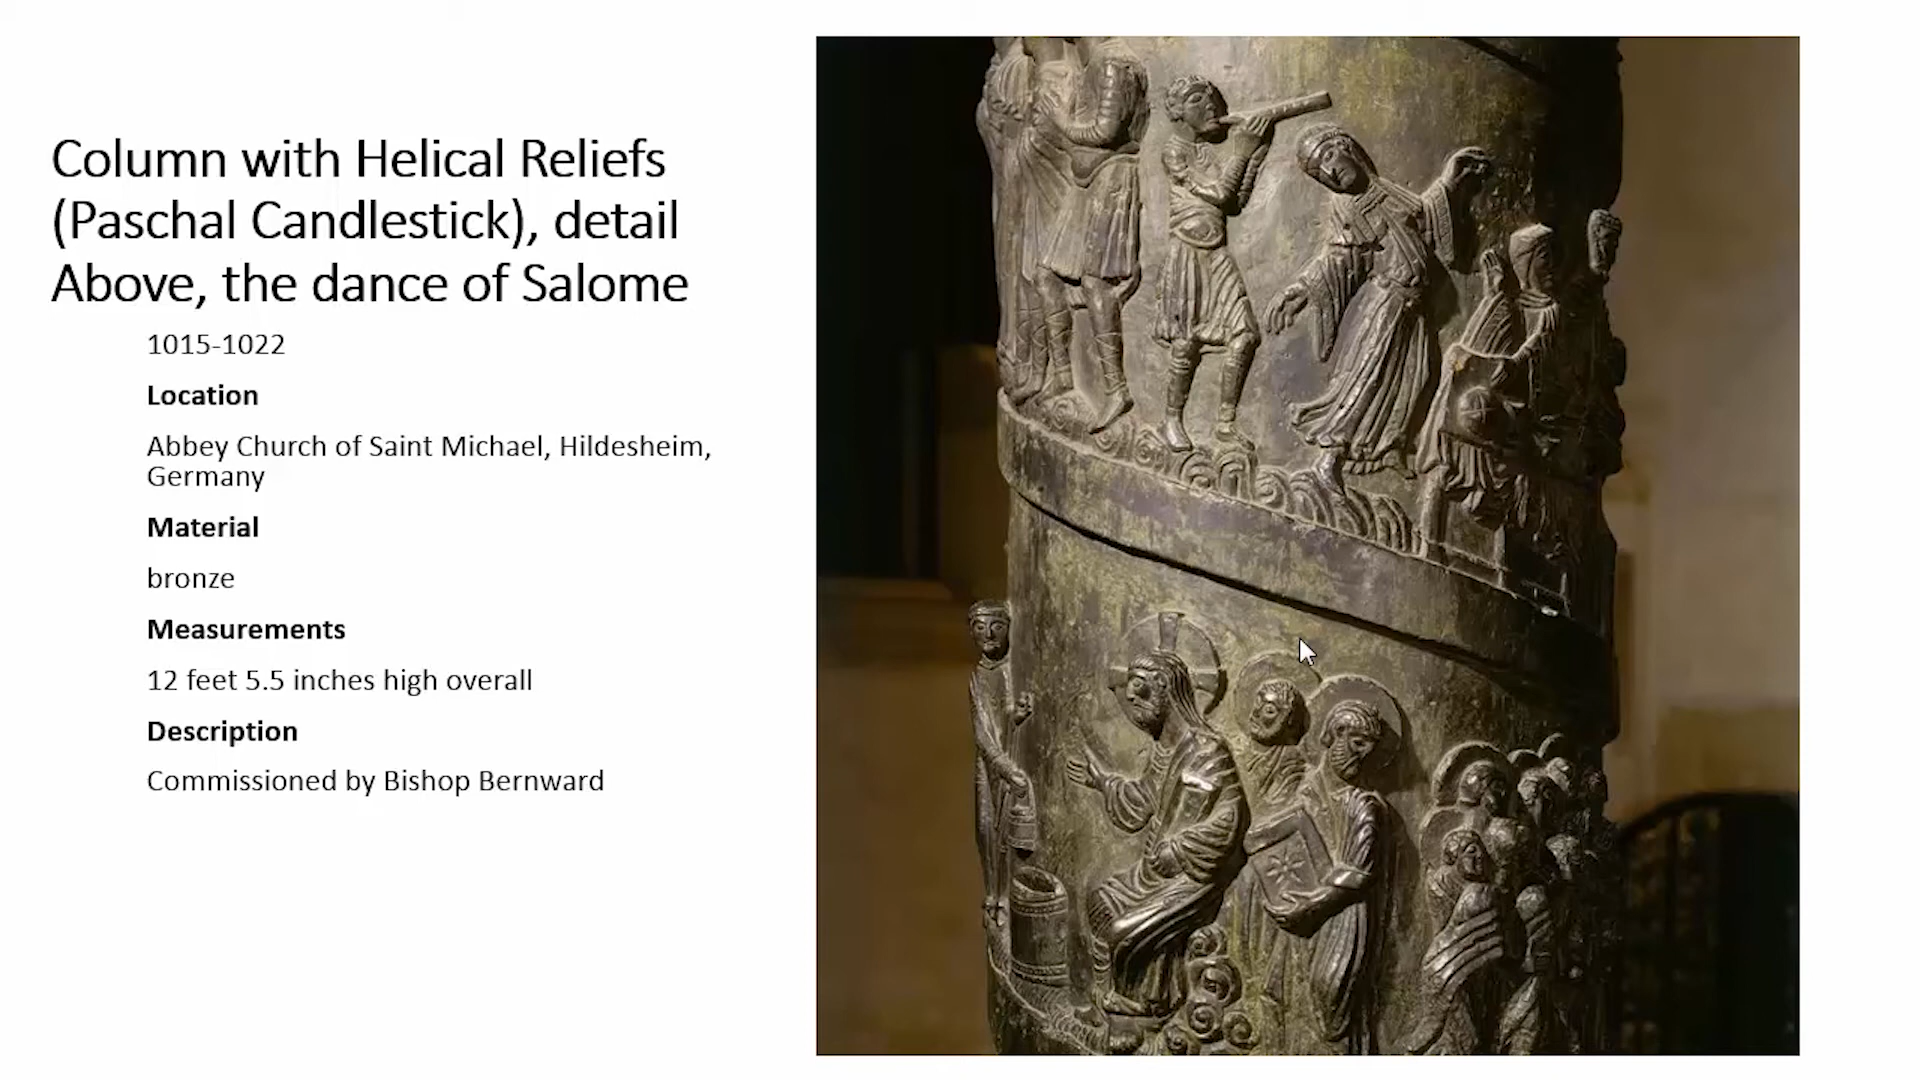 Column with Helical Reliefs
(Paschal Candlestick), detail
Above, the dance of Salome
1015-1022
Location
Abbey Church of Saint Michael, Hildesheim,
Germany
Material
bronze
Measurements
12 feet 5.5 inches high overall
Description
Commissioned by Bishop Bernward